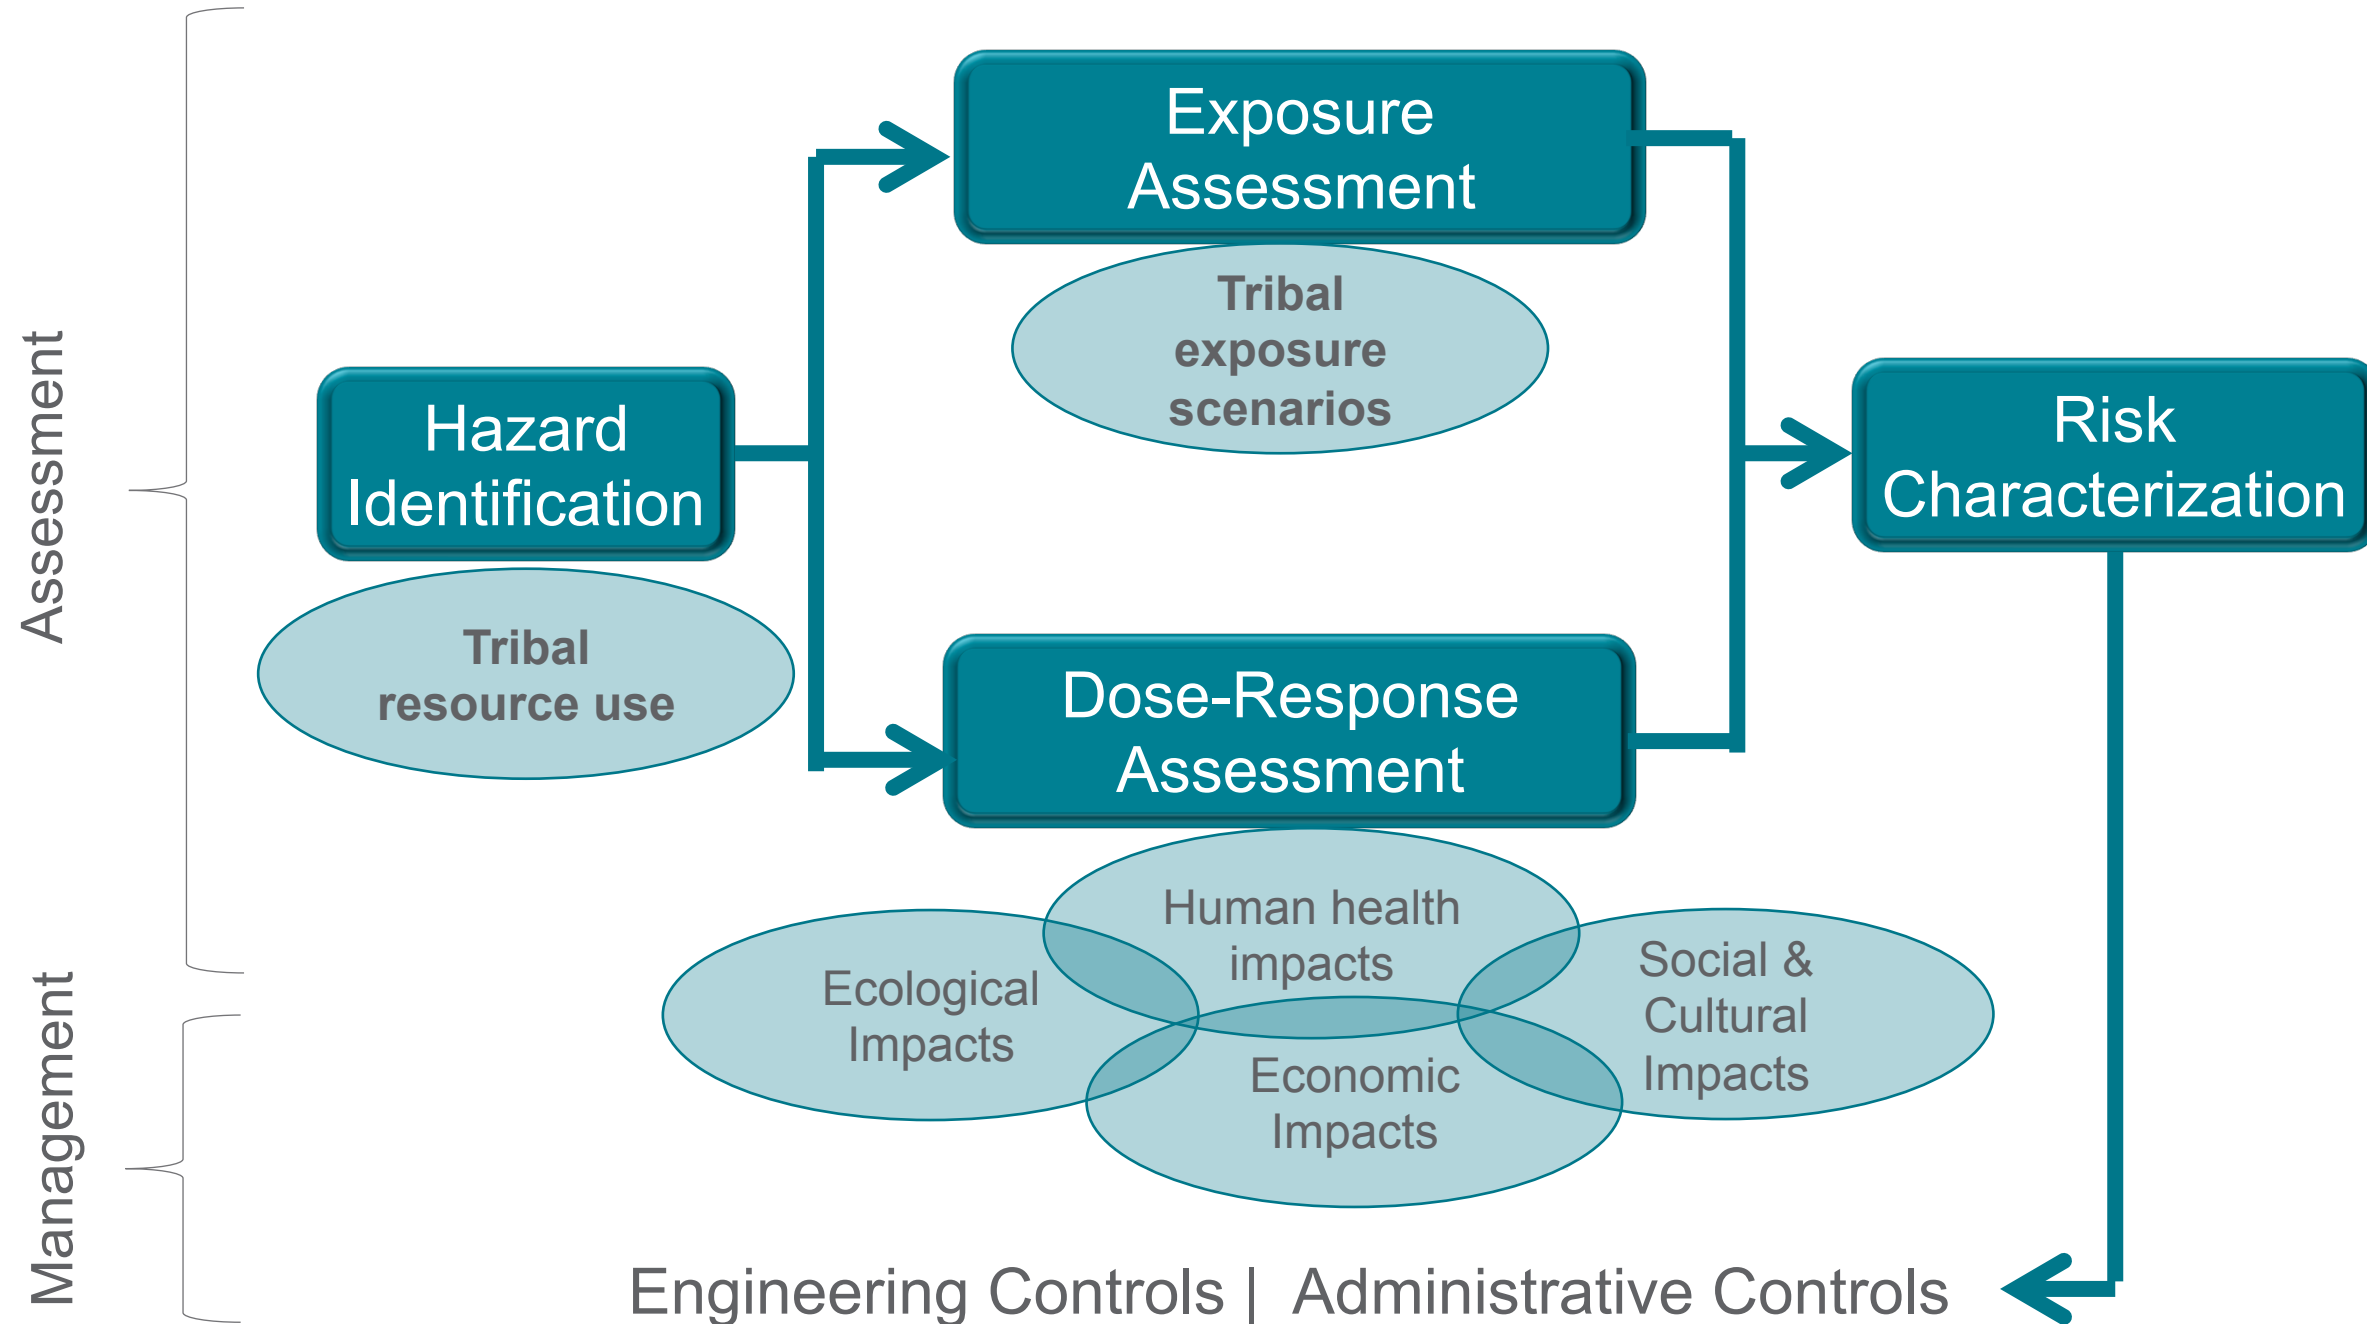 Assessment
Exposure
Assessment
Tribal
exposure
scenarios
Hazard
Identification
Tribal
resource use
Risk
Characterization
Dose-Response
Assessment
Human health
impacts
Ecological
Impacts
Social &
Cultural
Impacts
Economic
Impacts
Management
Engineering Controls | Administrative Controls